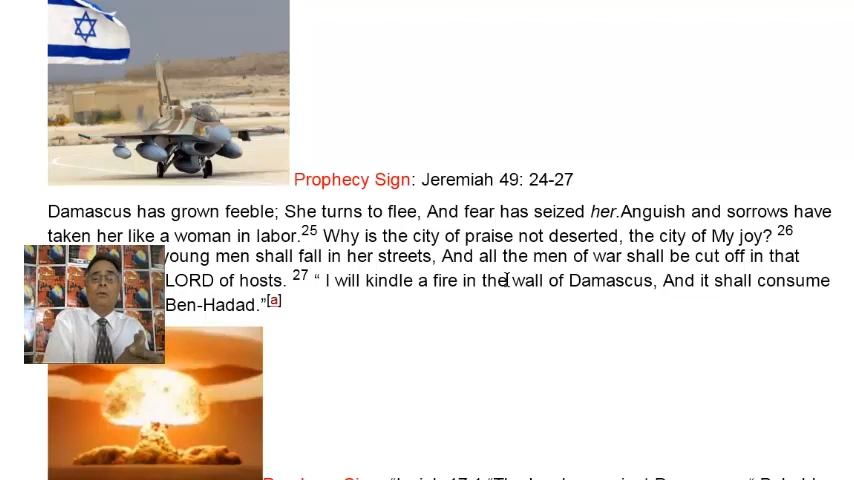 Prophecy Sign: Jeremiah 49: 24-27
Damascus has grown feeble; She turns to flee, And fear has seized her.Anguish and sorrows have
taken her like a woman in labor.25 Why is the city of praise not deserted, the city of My joy? 26
young men shall fall in her streets, And all the men of war shall be cut off in that
LORD of hosts. 27 “ I will kindle a fire in the wall of Damascus, And it shall consume
Ben-Hadad.”[a]